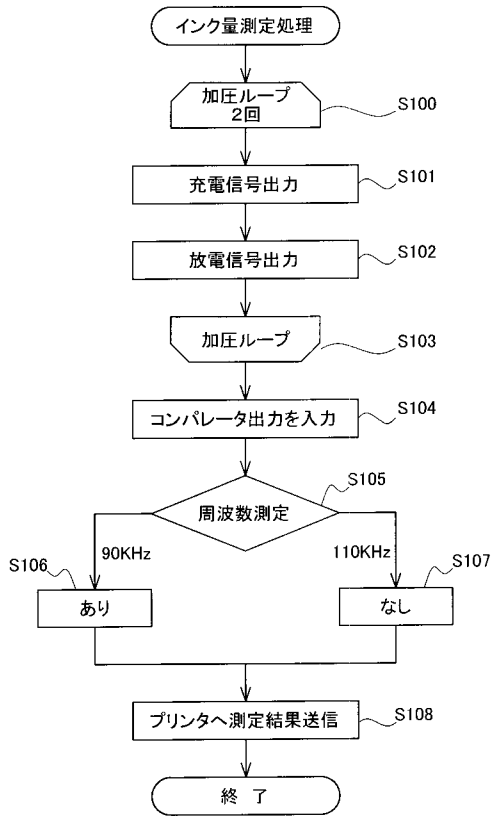 インク量測定処理
加圧ループ
2回
S100
充電信号出力
S101
放電信号出力
S102
加圧ループ
S103
コンパレータ出力を入力
S104
周波数測定
S105
90KHz
110KHz
S106
あり
S107
なし
プリンタへ測定結果送信
S108
終 了